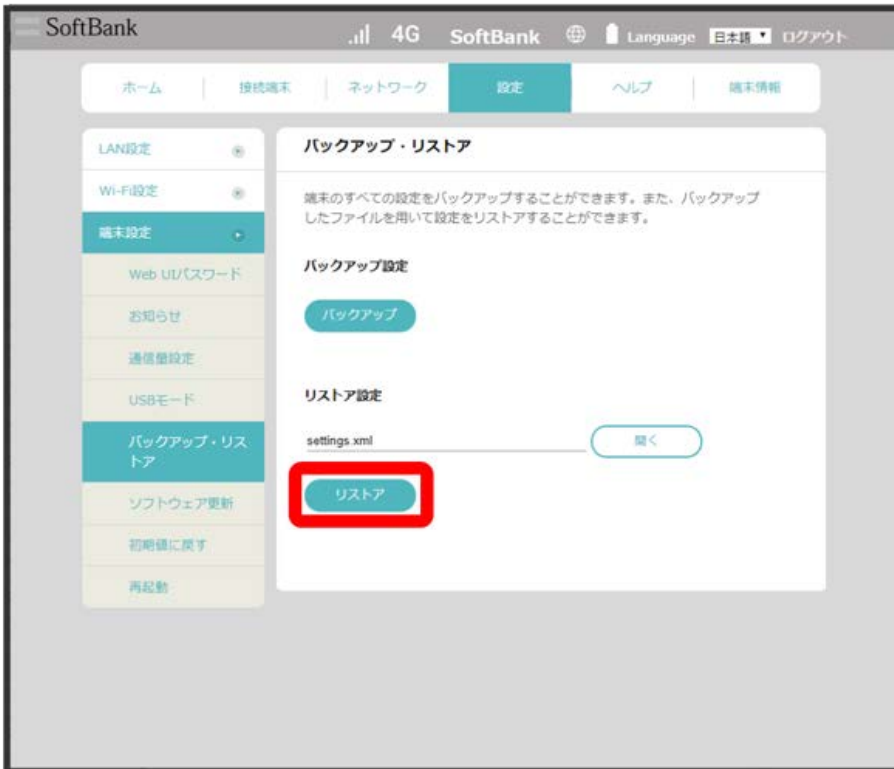 SoftBank
4G SoftBank Language 日本語 ログアウト
ホーム 接続端末 ネットワーク 設定 ヘルプ 端末情報
LAN設定
Wi-Fi設定
端末設定
Web UIパスワード
お知らせ
通信量設定
USBモード
バックアップ・リス
トア
ソフトウェア更新
初期値に戻す
再起動
バックアップ・リストア
端末のすべての設定をバックアップすることができます。また、バックアップ
したファイルを用いて設定をリストアすることができます。
バックアップ設定
バックアップ
リストア設定
settings.xml 開く
リストア